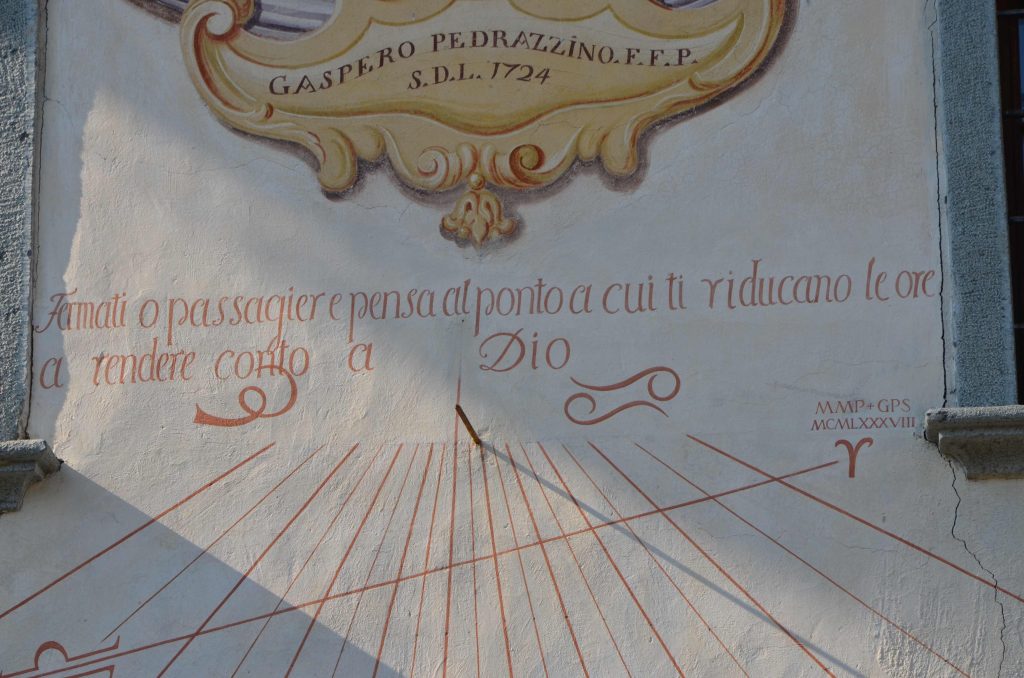 GASPERO PEDRAZZINO. F. F. P.
S. D. L. 1724
Fermati o passagier e pensa al ponto a cui ti riducano le ore
a rendere conto a Dio
MMP + GPS
MCMLXXXVIII